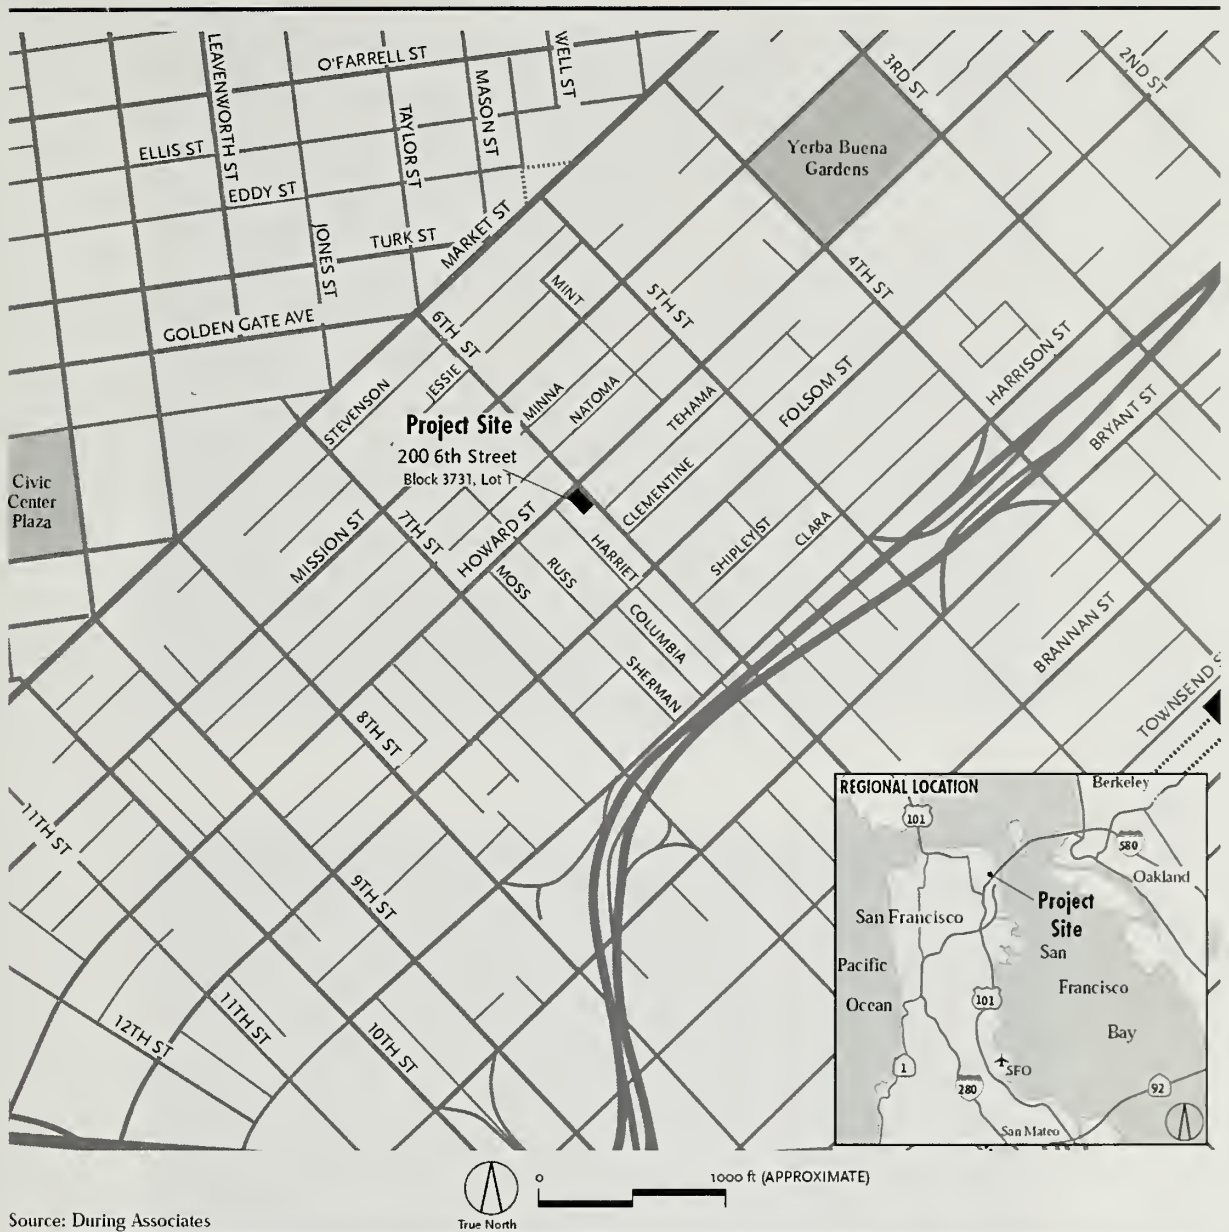 O'FARRELL ST
LEAVENWORTH ST
WELL ST
MASON ST
TAYLOR ST
ELLIS ST
EDDY ST
JONES ST
TURK ST
MARKET ST
GOLDEN GATE AVE
3RD ST
2ND ST
Yerba Buena
Gardens
4TH ST
5TH ST
MINT
6TH ST
STEVENSON
JESSIE
MINNA
NATOMA
TEHAMA
FOLSOM ST
HARRISON ST
BRYANT ST
Project Site
200 6th Street
Block 3731, Lot 1
Civic
Center
Plaza
MISSION ST
7TH ST
HOWARD ST
CLEMENTINE
HARRIET
RUSS
MOSS
SHIPLEY ST
CLARA
COLUMBIA
SHERMAN
BRANNAN ST
TOWNSEND S
8TH ST
11TH ST
9TH ST
11TH ST
12TH ST
10TH ST
REGIONAL LOCATION
Berkeley
101
580
Oakland
Project
Site
San Francisco
San
Francisco
Bay
Pacific
Ocean
101
1
SFO
280
92
San Mateo
0
1000 ft (APPROXIMATE)
True North
Source: During Associates